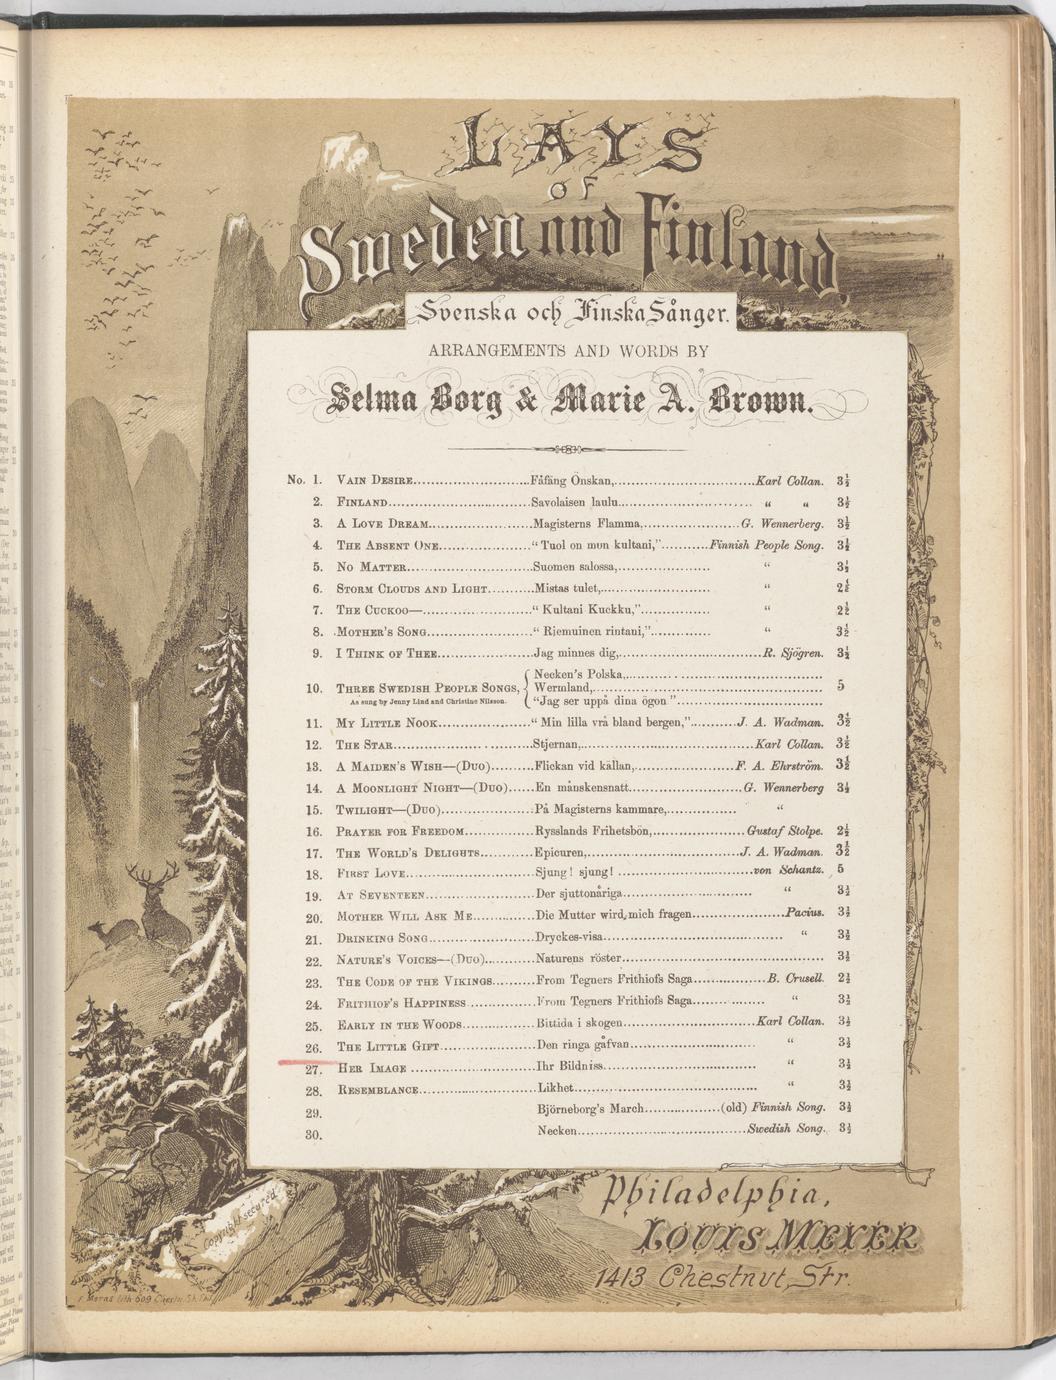 LAYS
OF
Sweden and Finland,
Svenska och Finska Sånger.
ARRANGEMENTS AND WORDS BY
Selma Borg & Marie A. Brown.
No. 1. VAIN DESIRE Fåfäng Önskan, Karl Collan. 3½
2. FINLAND Savolaisen laulu " " 3½
3. A LOVE DREAM Magisterns Flamma, G. Wennerberg. 3½
4. THE ABSENT ONE "Tuol on mun kultani," Finnish People Song. 3½
5. NO MATTER Suomen salossa, " 3½
6. STORM CLOUDS AND LIGHT Mistas tulet, " 2½
7. THE CUCKOO— "Kultani Kuckku," " 2½
8. MOTHER'S SONG "Riemuinen rintani," " 3½
9. I THINK OF THEE Jag minnes dig, R. Sjögren. 3½
10. THREE SWEDISH PEOPLE SONGS, { Necken's Polska,
Wermland, 5
As sung by Jenny Lind and Christine Nilsson. "Jag ser uppå dina ögon"
11. MY LITTLE NOOK "Min lilla vrå bland bergen," J. A. Wadman. 3½
12. THE STAR Stjernan, Karl Collan. 3½
13. A MAIDEN'S WISH—(DUO) Flickan vid källan, F. A. Ehrström. 3½
14. A MOONLIGHT NIGHT—(DUO) En månskensnatt G. Wennerberg 3½
15. TWILIGHT—(DUO) På Magisterns kammare, "
16. PRAYER FOR FREEDOM Rysslands Frihetsbön, Gustaf Stolpe. 2½
17. THE WORLD'S DELIGHTS Epicuren, J. A. Wadman. 3½
18. FIRST LOVE Sjung! sjung! von Schantz. 5
19. AT SEVENTEEN Der sjuttonåriga " 3½
20. MOTHER WILL ASK ME Die Mutter wird mich fragen Pacius. 3½
21. DRINKING SONG Dryckes-visa " 3½
22. NATURE'S VOICES—(DUO) Naturens röster 3½
23. THE CODE OF THE VIKINGS From Tegners Frithiofs Saga B. Crusell. 2½
24. FRITHIOF'S HAPPINESS From Tegners Frithiofs Saga " 3½
25. EARLY IN THE WOODS Bittida i skogen Karl Collan. 3½
26. THE LITTLE GIFT Den ringa gåfvan " 3½
27. HER IMAGE Ihr Bildniss " 3½
28. RESEMBLANCE Likhet " 3½
29. Björneborg's March (old) Finnish Song. 3½
30. Necken Swedish Song. 3½
Philadelphia,
LOUIS MEYER
1413 Chestnut Str.
Copyright secured